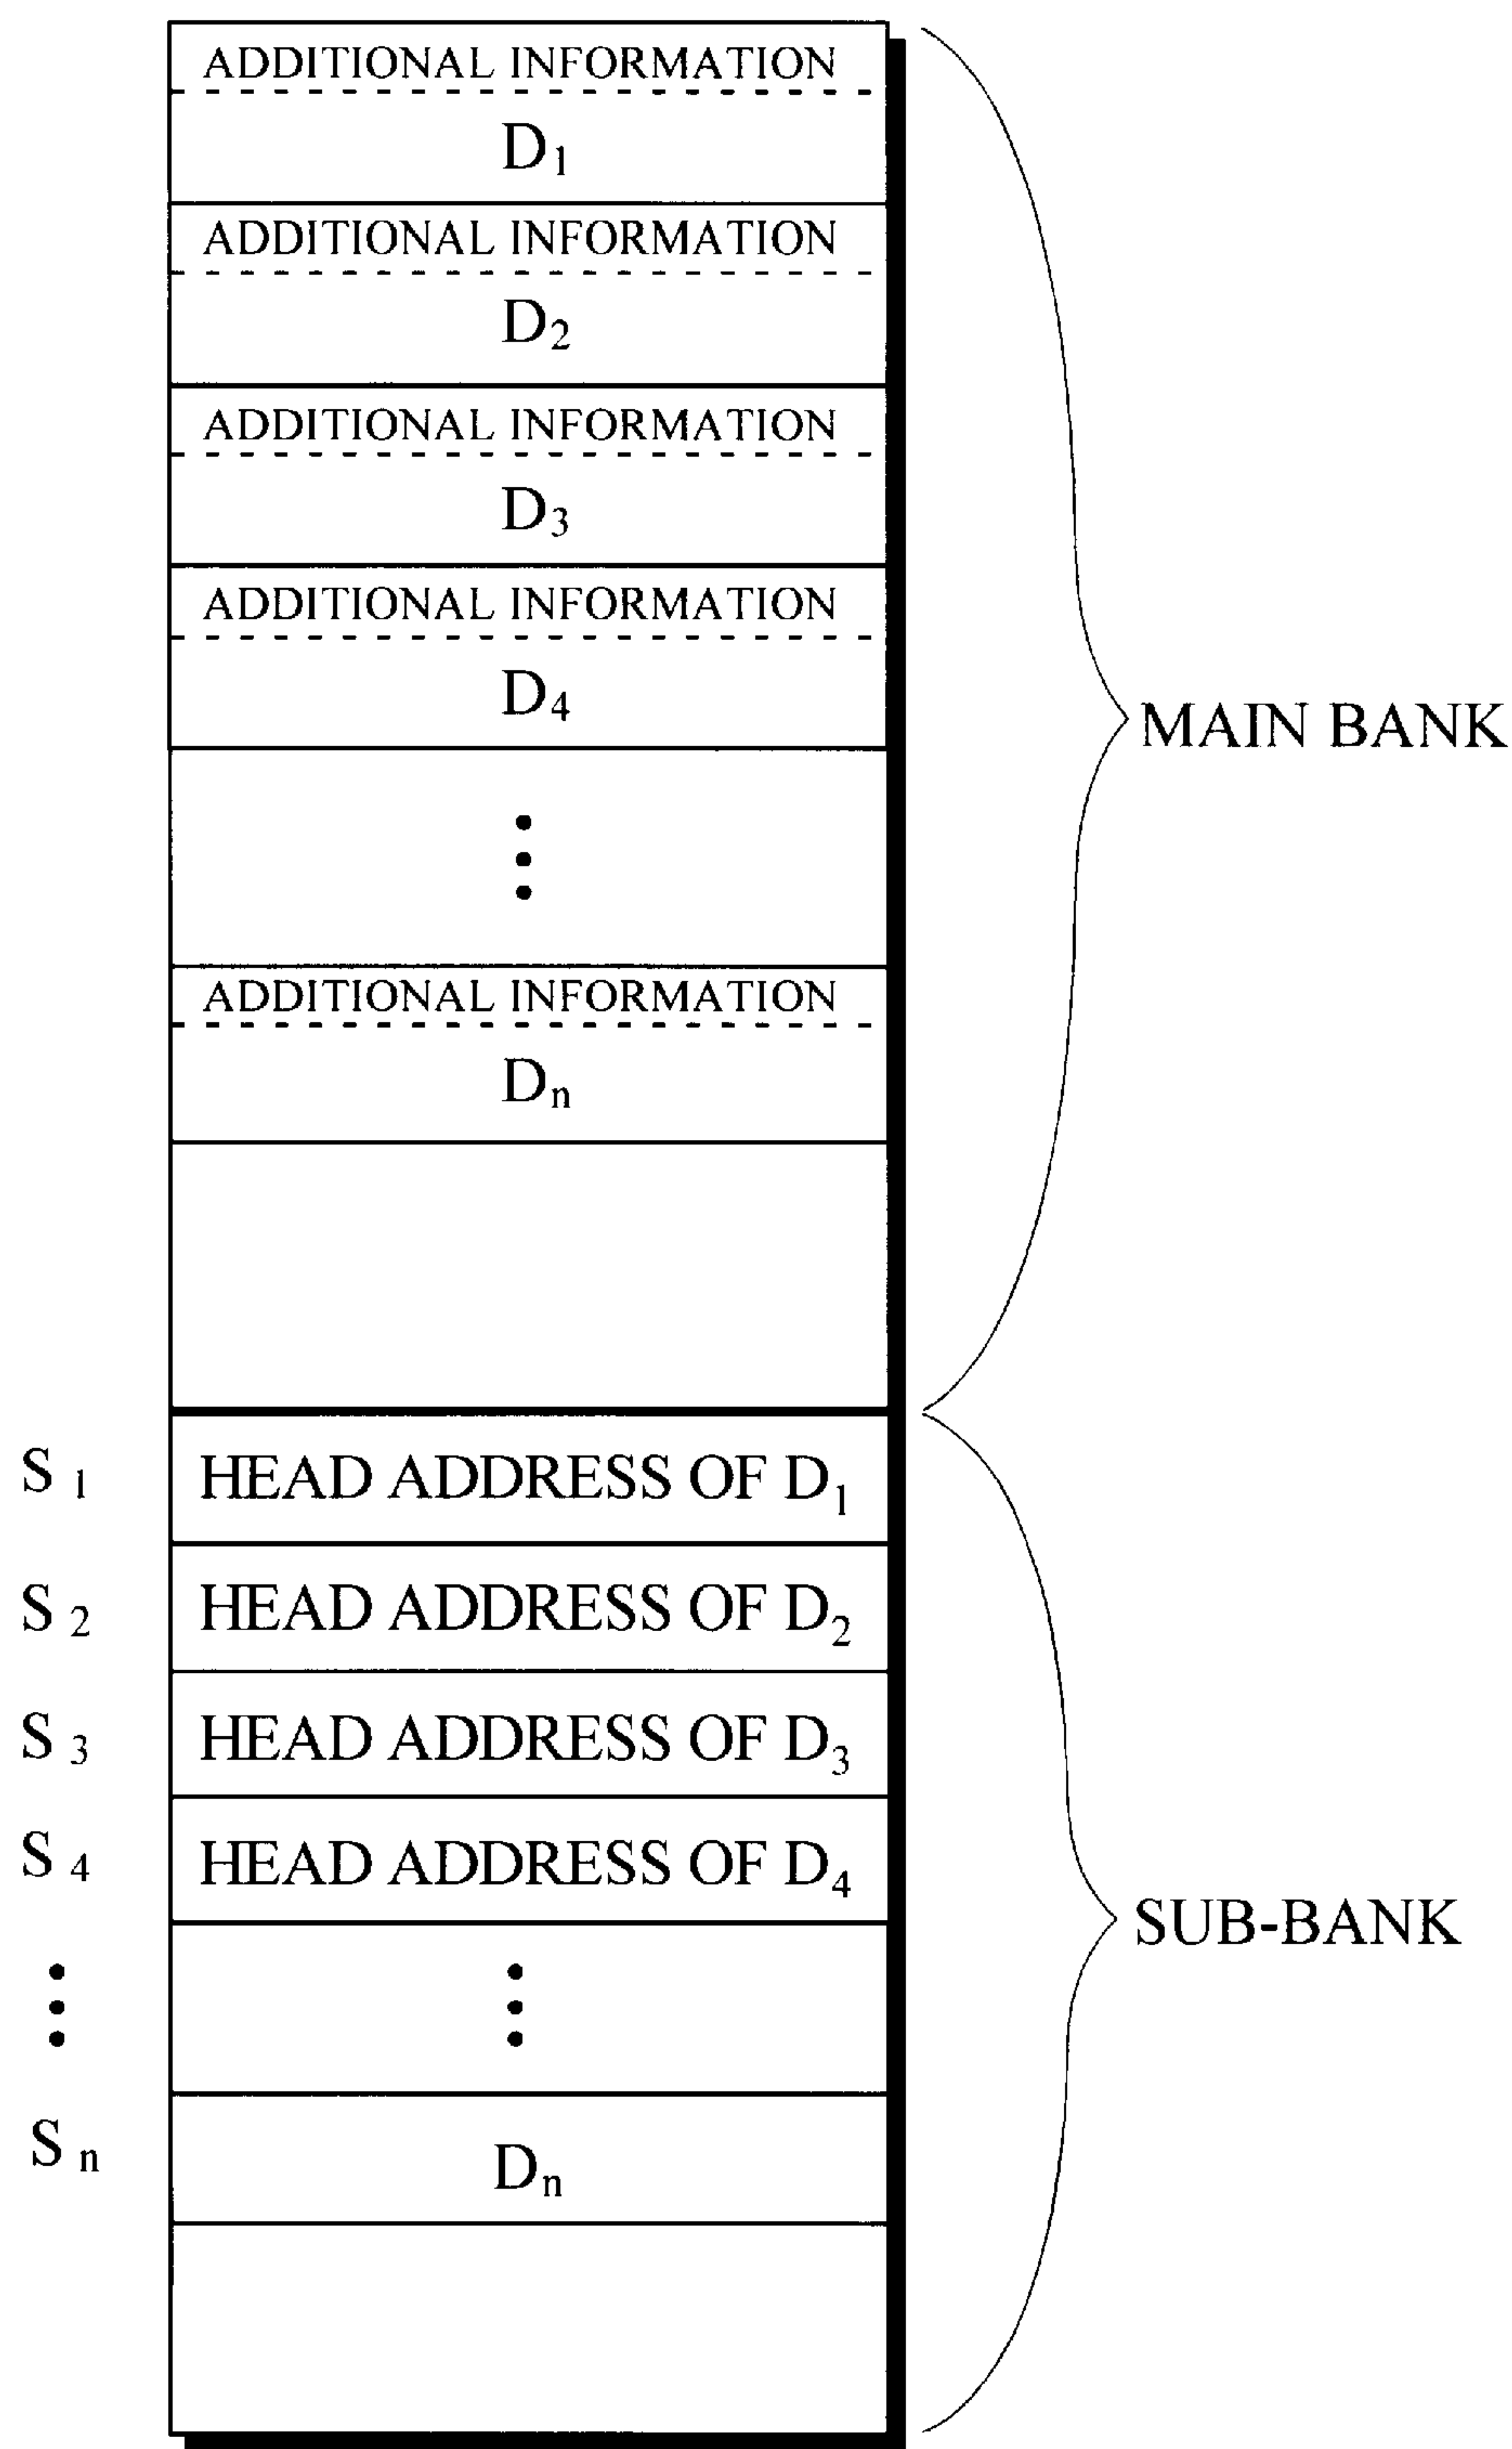 ADDITIONAL INFORMATION
D₁
ADDITIONAL INFORMATION
D₂
ADDITIONAL INFORMATION
D₃
ADDITIONAL INFORMATION
D₄
MAIN BANK
ADDITIONAL INFORMATION
Dₙ
S₁ HEAD ADDRESS OF D₁
S₂ HEAD ADDRESS OF D₂
S₃ HEAD ADDRESS OF D₃
S₄ HEAD ADDRESS OF D₄
SUB-BANK
Sₙ Dₙ